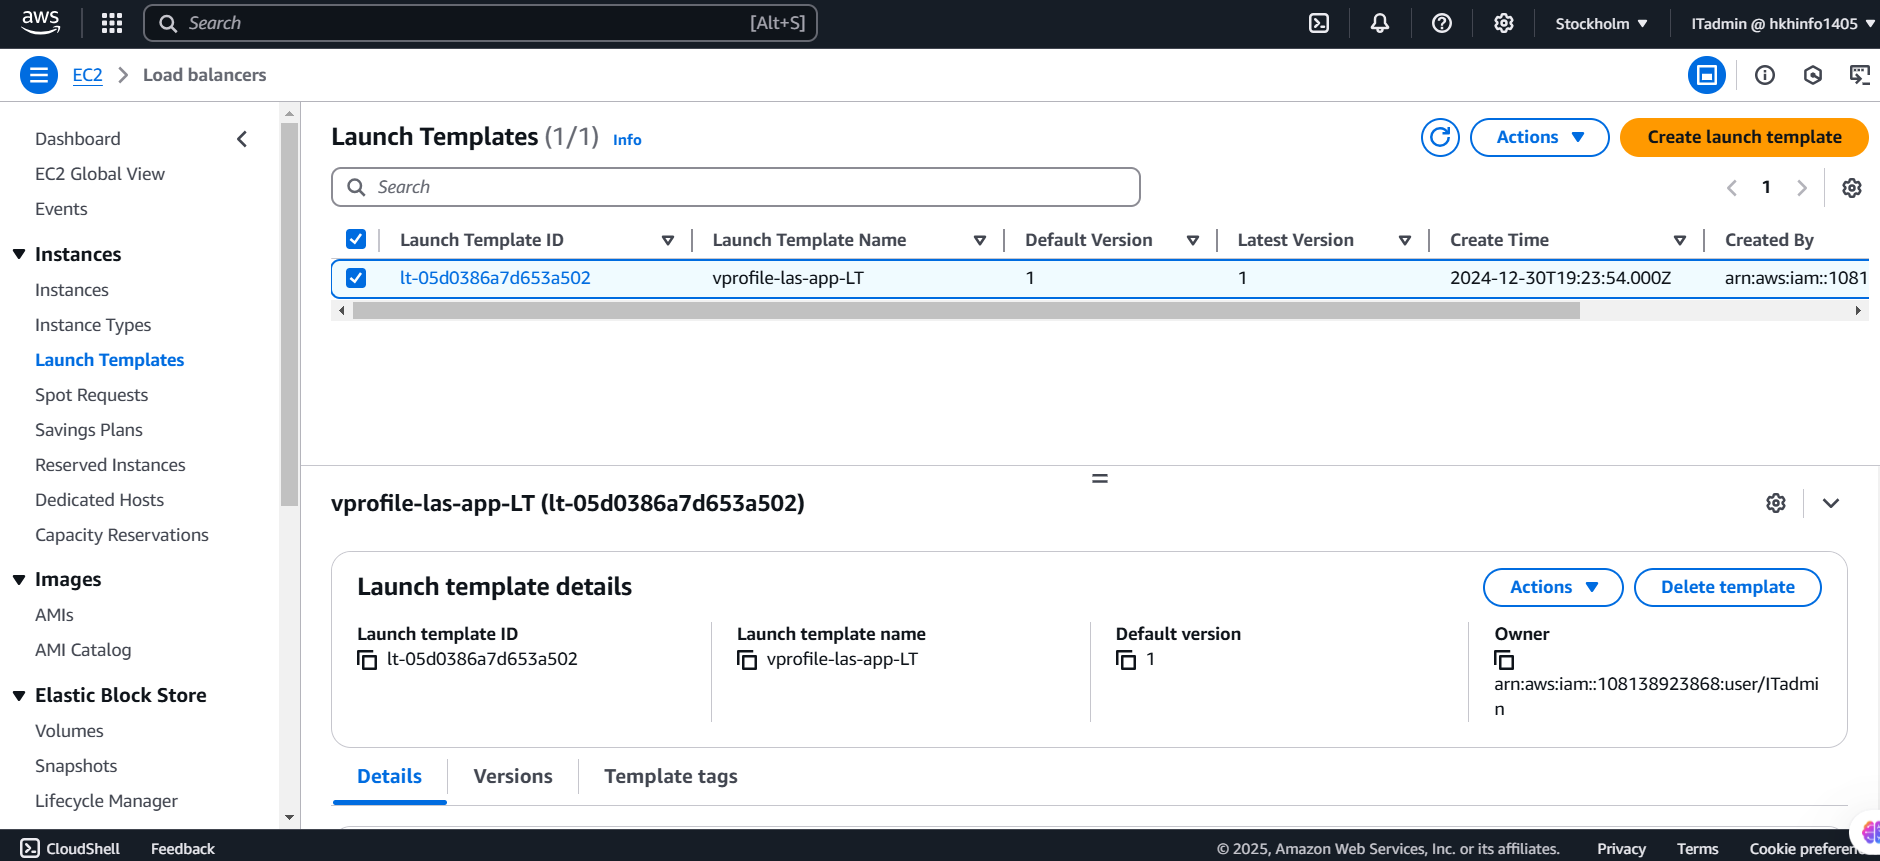 aws
Search [Alt+S]
Stockholm
ITadmin @ hkhinfo1405
EC2 Load balancers
Dashboard
EC2 Global View
Events
Instances
Instances
Instance Types
Launch Templates
Spot Requests
Savings Plans
Reserved Instances
Dedicated Hosts
Capacity Reservations
Images
AMIs
AMI Catalog
Elastic Block Store
Volumes
Snapshots
Lifecycle Manager
Launch Templates (1/1) Info
Actions
Create launch template
Search
1
Launch Template ID Launch Template Name Default Version Latest Version Create Time Created By
lt-05d0386a7d653a502 vprofile-las-app-LT 1 1 2024-12-30T19:23:54.000Z arn:aws:iam::1081
vprofile-las-app-LT (lt-05d0386a7d653a502)
Launch template details
Actions
Delete template
Launch template ID
lt-05d0386a7d653a502
Launch template name
vprofile-las-app-LT
Default version
1
Owner
arn:aws:iam::108138923868:user/ITadmi
n
Details Versions Template tags
CloudShell Feedback
© 2025, Amazon Web Services, Inc. or its affiliates. Privacy Terms Cookie preferen